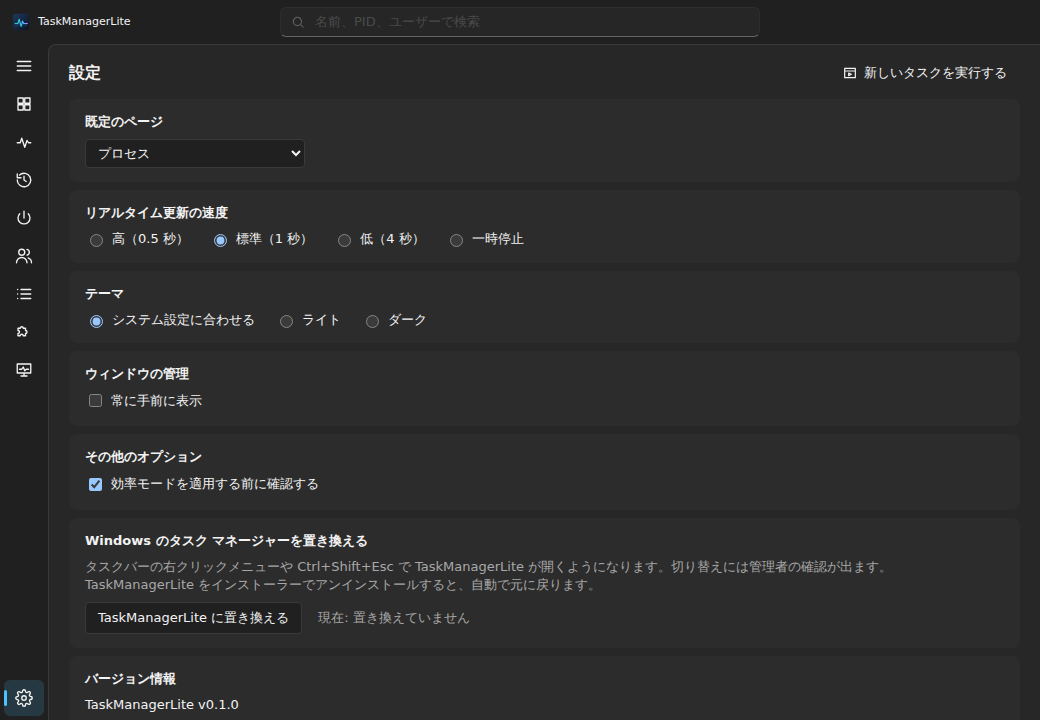 TaskManagerLite
名前、PID、ユーザーで検索
設定
新しいタスクを実行する
既定のページ
プロセス
リアルタイム更新の速度
高（0.5 秒） 標準（1 秒） 低（4 秒） 一時停止
テーマ
システム設定に合わせる ライト ダーク
ウィンドウの管理
常に手前に表示
その他のオプション
効率モードを適用する前に確認する
Windows のタスク マネージャーを置き換える
タスクバーの右クリックメニューや Ctrl+Shift+Esc で TaskManagerLite が開くようになります。切り替えには管理者の確認が出ます。
TaskManagerLite をインストーラーでアンインストールすると、自動で元に戻ります。
TaskManagerLite に置き換える 現在: 置き換えていません
バージョン情報
TaskManagerLite v0.1.0